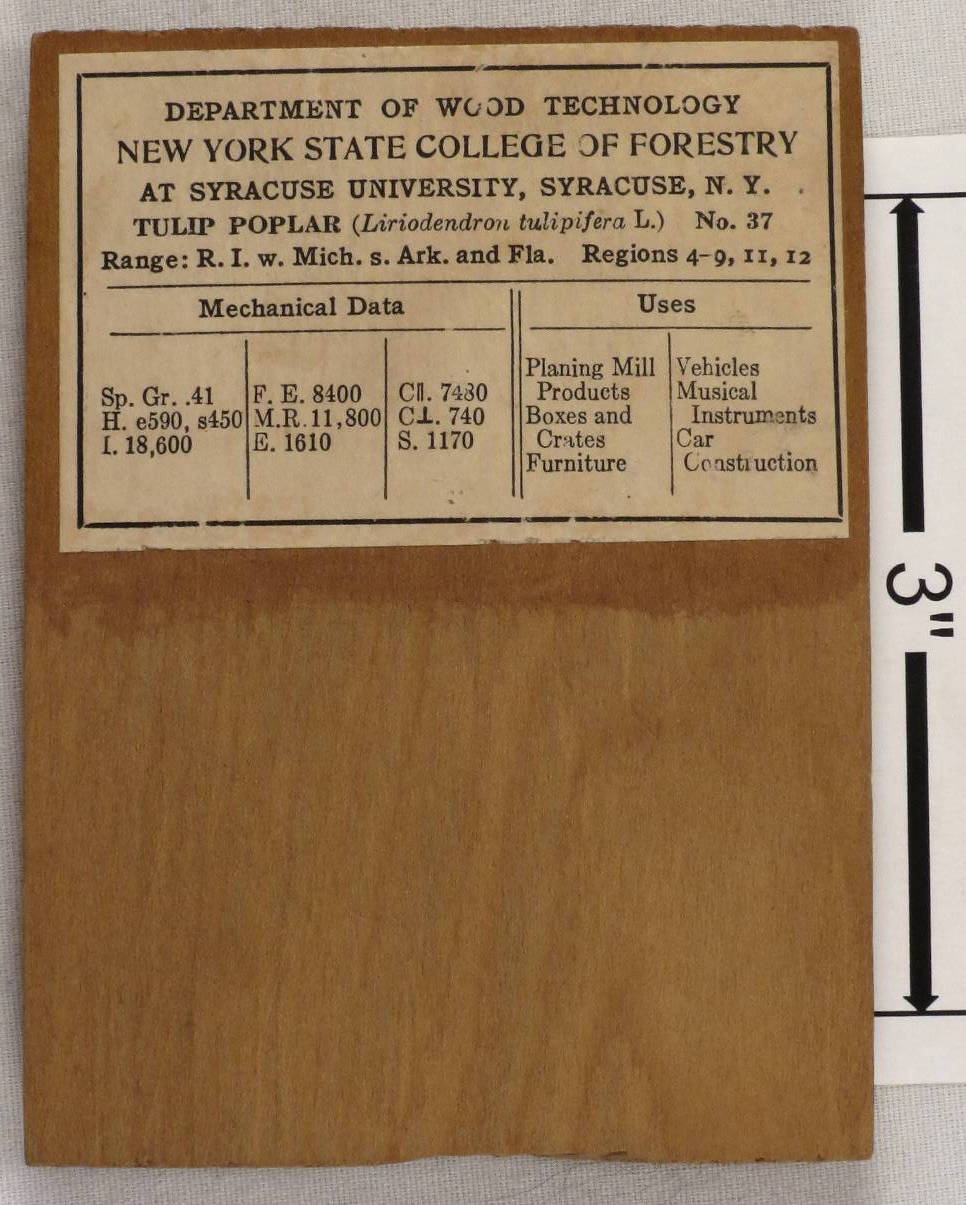 DEPARTMENT OF WOOD TECHNOLOGY
NEW YORK STATE COLLEGE OF FORESTRY
AT SYRACUSE UNIVERSITY, SYRACUSE, N. Y.
TULIP POPLAR (Liriodendron tulipifera L.) No. 37
Range: R. I. w. Mich. s. Ark. and Fla. Regions 4-9, 11, 12
Mechanical Data
Sp. Gr. .41
H. e590, s450
I. 18,600
F. E. 8400
M.R. 11,800
E. 1610
C∥. 7480
C⊥. 740
S. 1170
Uses
Planing Mill
Products
Boxes and
Crates
Furniture
Vehicles
Musical
Instruments
Car
Construction
3"